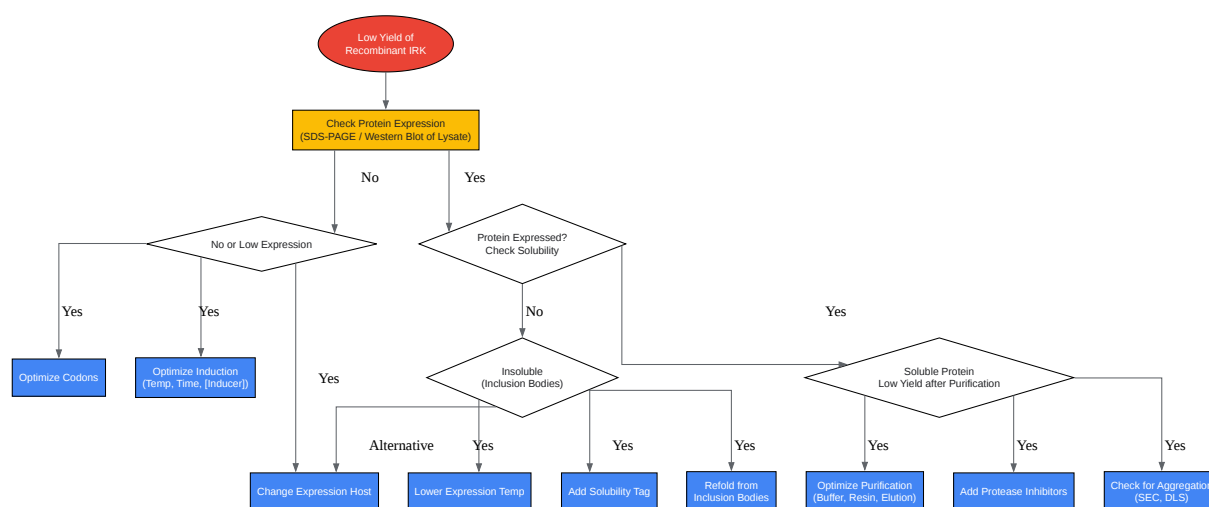 Low Yield of
Recombinant IRK
Check Protein Expression
(SDS-PAGE / Western Blot of Lysate)
No
Yes
No or Low Expression
Protein Expressed?
Check Solubility
Yes
Yes
No
Yes
Optimize Codons
Optimize Induction
(Temp, Time, [Inducer])
Yes
Insoluble
(Inclusion Bodies)
Soluble Protein
Low Yield after Purification
Alternative
Yes
Yes
Yes
Yes
Yes
Yes
Change Expression Host
Lower Expression Temp
Add Solubility Tag
Refold from
Inclusion Bodies
Optimize Purification
(Buffer, Resin, Elution)
Add Protease Inhibitors
Check for Aggregation
(SEC, DLS)